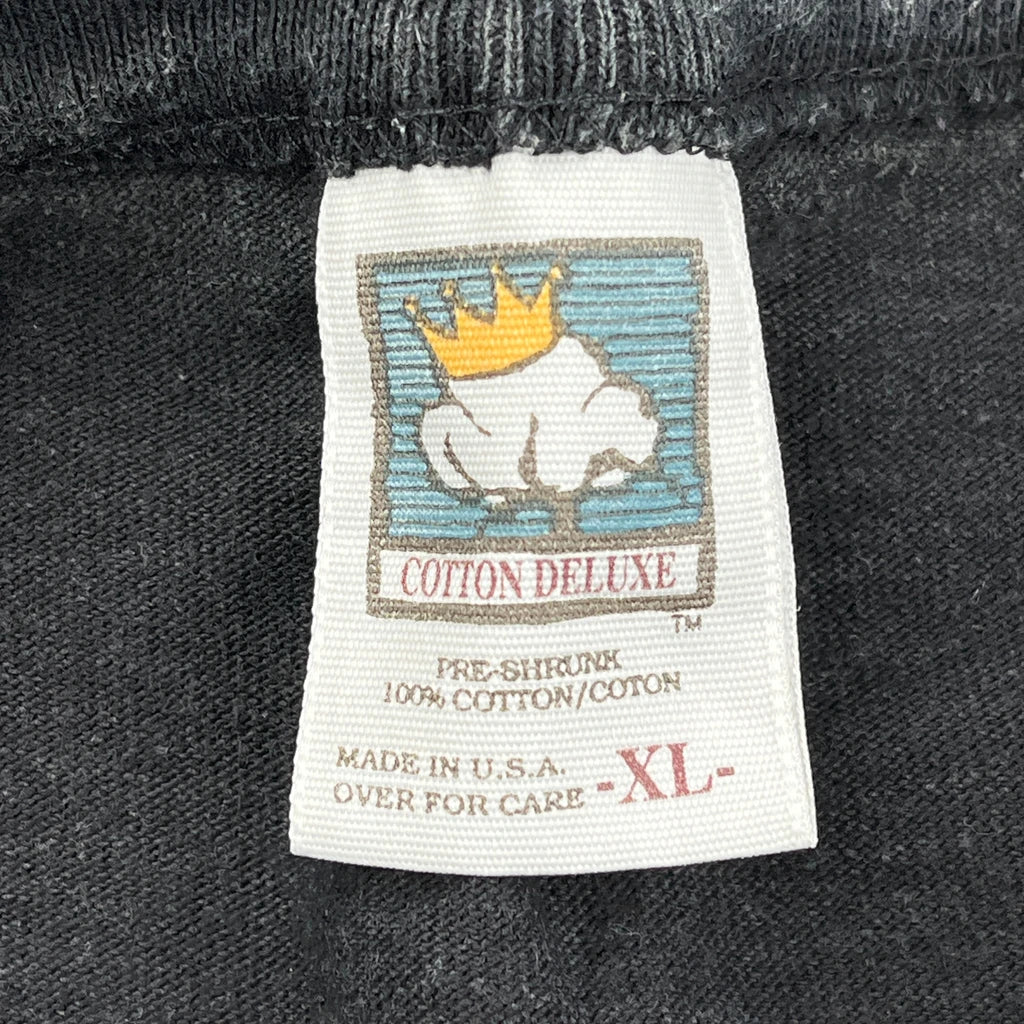 COTTON DELUXE
TM
PRE-SHRUNK
100% COTTON/COTON
MADE IN U.S.A.
OVER FOR CARE -XL-